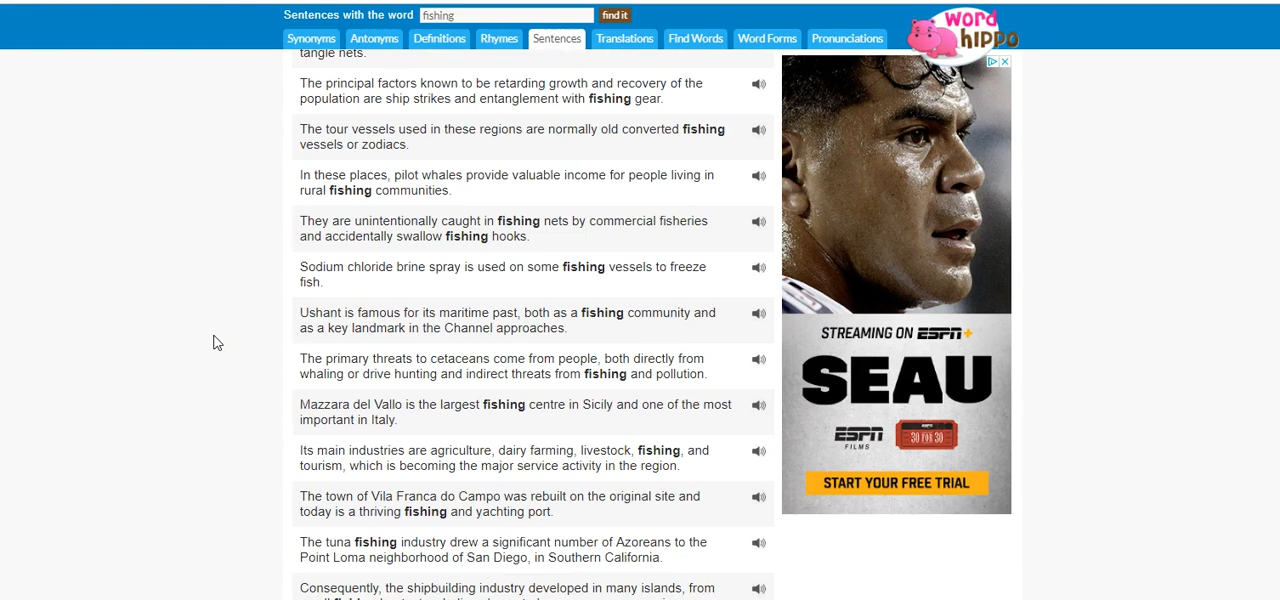 Sentences with the word fishing find it
word
hippo
Synonyms Antonyms Definitions Rhymes Sentences Translations Find Words Word Forms Pronunciations
tangle nets.
The principal factors known to be retarding growth and recovery of the
population are ship strikes and entanglement with fishing gear.
The tour vessels used in these regions are normally old converted fishing
vessels or zodiacs.
In these places, pilot whales provide valuable income for people living in
rural fishing communities.
They are unintentionally caught in fishing nets by commercial fisheries
and accidentally swallow fishing hooks.
Sodium chloride brine spray is used on some fishing vessels to freeze
fish.
Ushant is famous for its maritime past, both as a fishing community and
as a key landmark in the Channel approaches.
The primary threats to cetaceans come from people, both directly from
whaling or drive hunting and indirect threats from fishing and pollution.
Mazzara del Vallo is the largest fishing centre in Sicily and one of the most
important in Italy.
Its main industries are agriculture, dairy farming, livestock, fishing, and
tourism, which is becoming the major service activity in the region.
The town of Vila Franca do Campo was rebuilt on the original site and
today is a thriving fishing and yachting port.
The tuna fishing industry drew a significant number of Azoreans to the
Point Loma neighborhood of San Diego, in Southern California.
Consequently, the shipbuilding industry developed in many islands, from
STREAMING ON ESPN+
SEAU
ESPN
FILMS
30 FOR 30
START YOUR FREE TRIAL